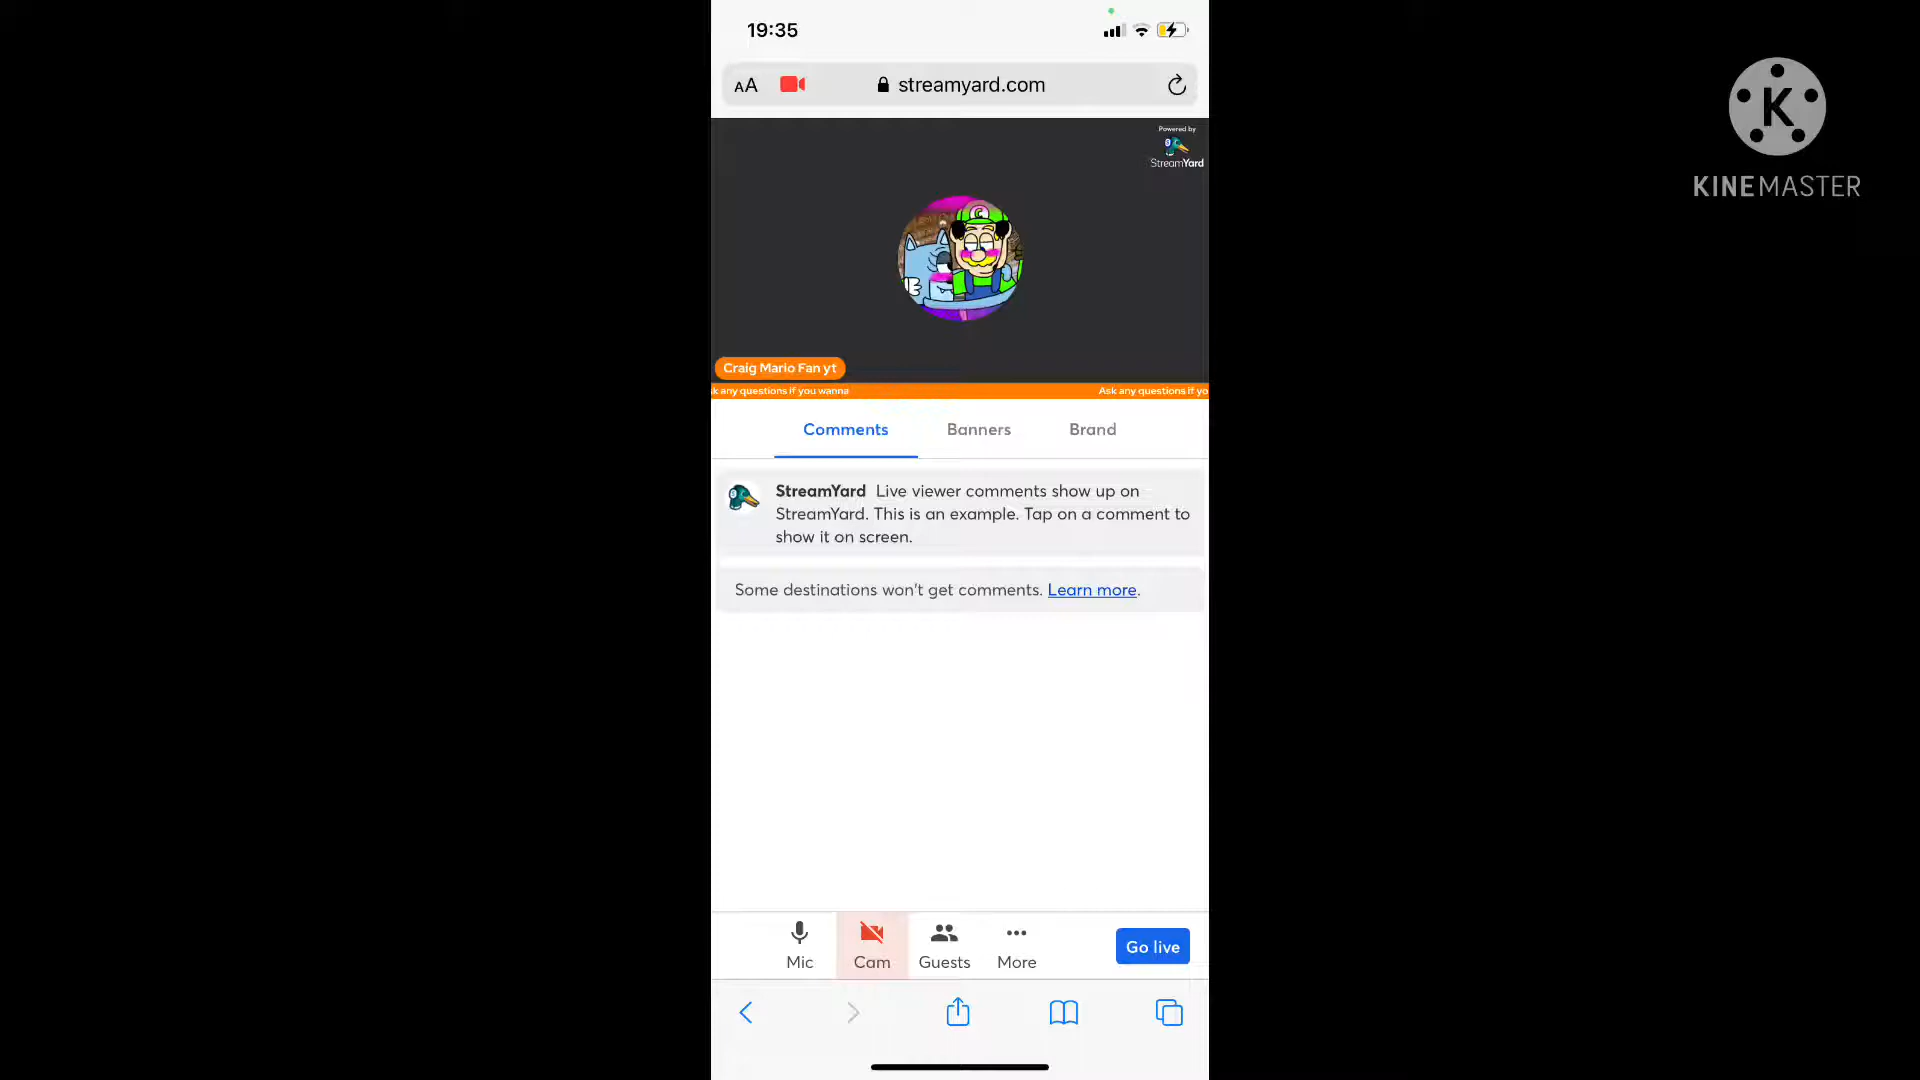 19:35
AA
streamyard.com
K
KINEMASTER
Powered by
StreamYard
C
Craig Mario Fan yt
k any questions if you wanna
Ask any questions if yo
Comments
Banners
Brand
StreamYard Live viewer comments show up on
StreamYard. This is an example. Tap on a comment to
show it on screen.
Some destinations won't get comments. Learn more.
Mic
Cam
Guests
More
Go live